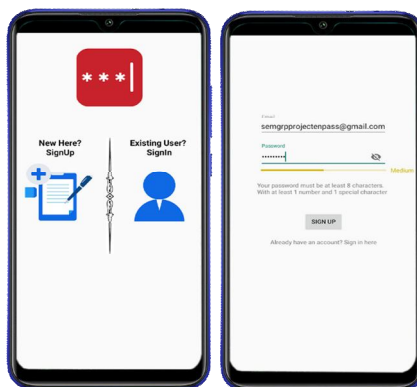 ***|
New Here?
SignUp
Existing User?
SignIn
Email
semgrpprojectenpass@gmail.com
Password
•••••••••
Medium
Your password must be at least 8 characters.
With at least 1 number and 1 special character
SIGN UP
Already have an account? Sign in here